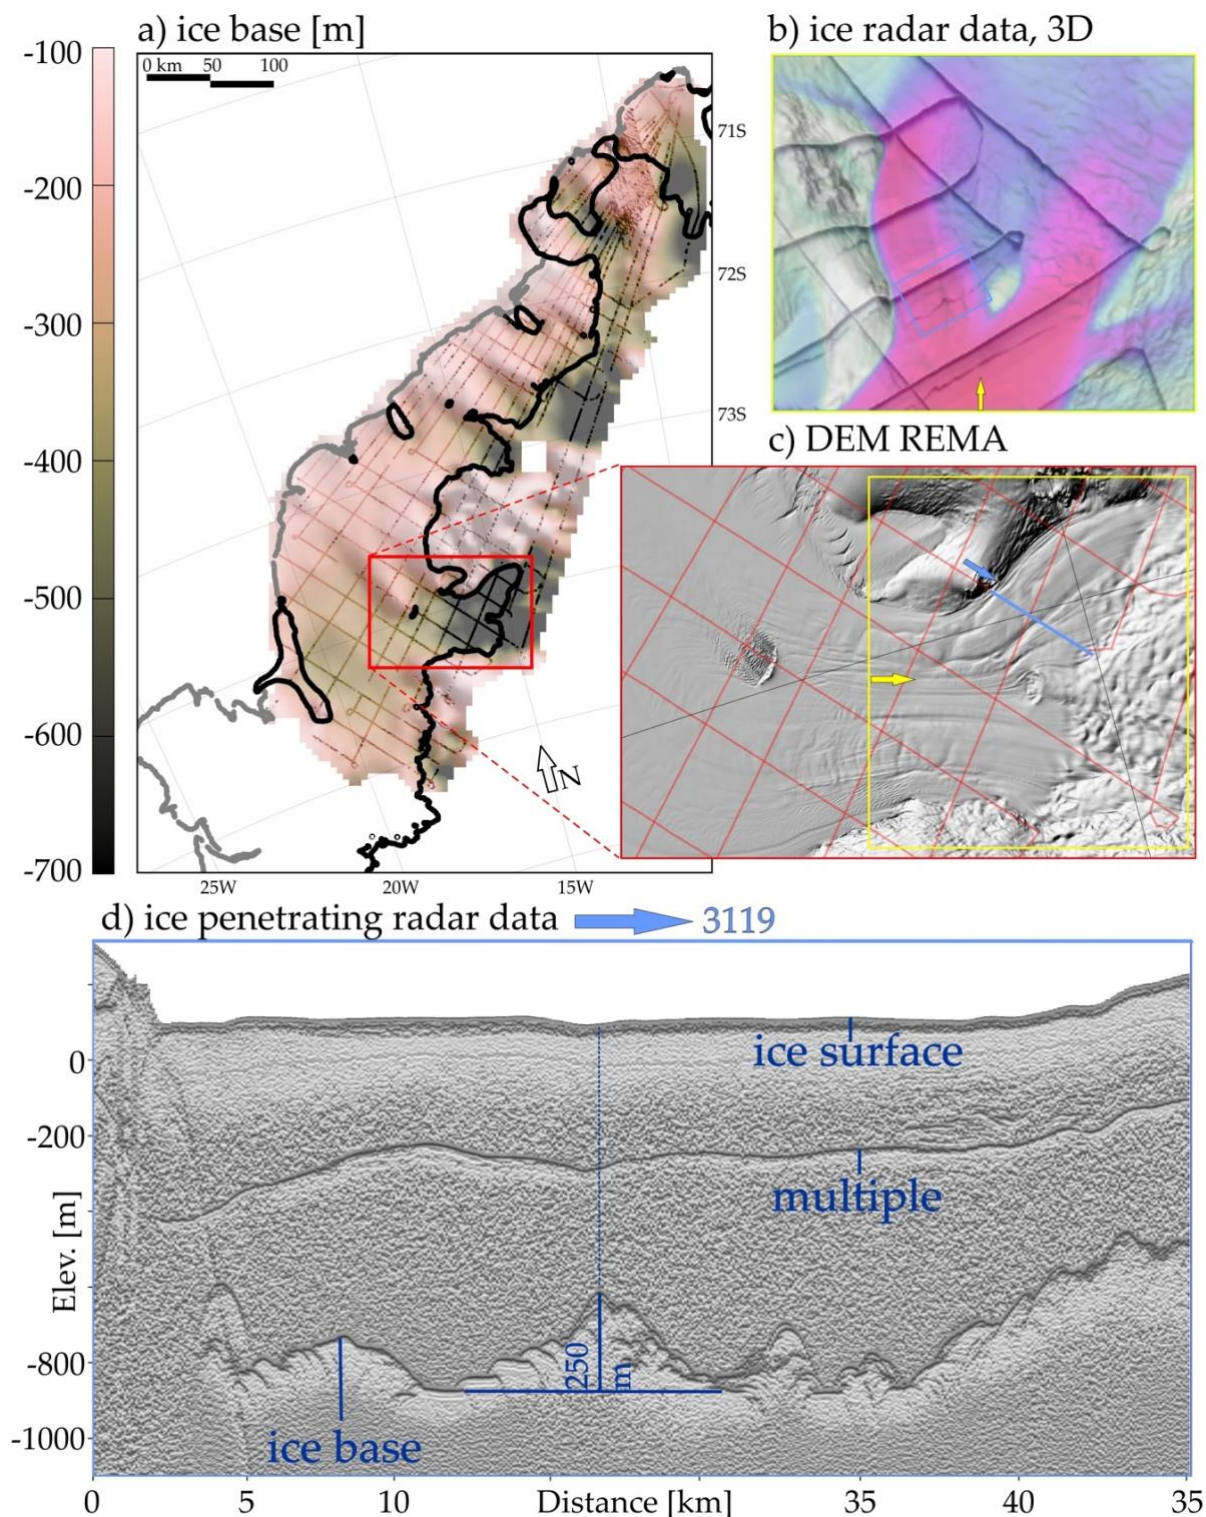 a) ice base [m]
b) ice radar data, 3D
-100
0 km 50 100
71S
-200
72S
-300
73S
-400
c) DEM REMA
-500
-600
N
-700
25W 20W 15W
d) ice penetrating radar data 3119
0
ice surface
-200
multiple
Elev. [m]
-800
250 m
-1000
ice base
0 5 10 Distance [km] 35 40 35